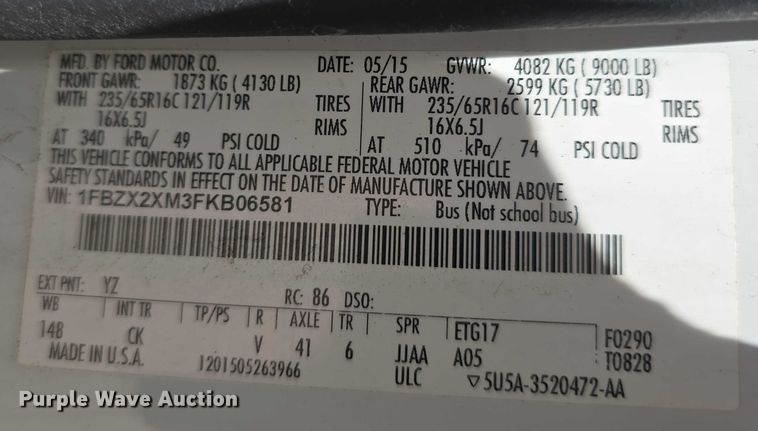 MFD. BY FORD MOTOR CO. DATE: 05/15 GVWR: 4082 KG ( 9000 LB)
FRONT GAWR: 1873 KG ( 4130 LB) REAR GAWR: 2599 KG ( 5730 LB)
WITH 235/65R16C 121/119R TIRES WITH 235/65R16C 121/119R TIRES
16X6.5J RIMS 16X6.5J RIMS
AT 340 kPa/ 49 PSI COLD AT 510 kPa/ 74 PSI COLD
THIS VEHICLE CONFORMS TO ALL APPLICABLE FEDERAL MOTOR VEHICLE
SAFETY STANDARDS IN EFFECT ON THE DATE OF MANUFACTURE SHOWN ABOVE.
VIN: 1FBZX2XM3FKB06581 TYPE: Bus (Not school bus)
EXT PNT: YZ RC: 86 DSO:
WB INT TR TP/PS R AXLE TR SPR ETG17 F0290
148 CK V 41 6 JJAA A05 T0828
MADE IN U.S.A. 1201505263966 ULC ▽5U5A-3520472-AA
Purple Wave Auction